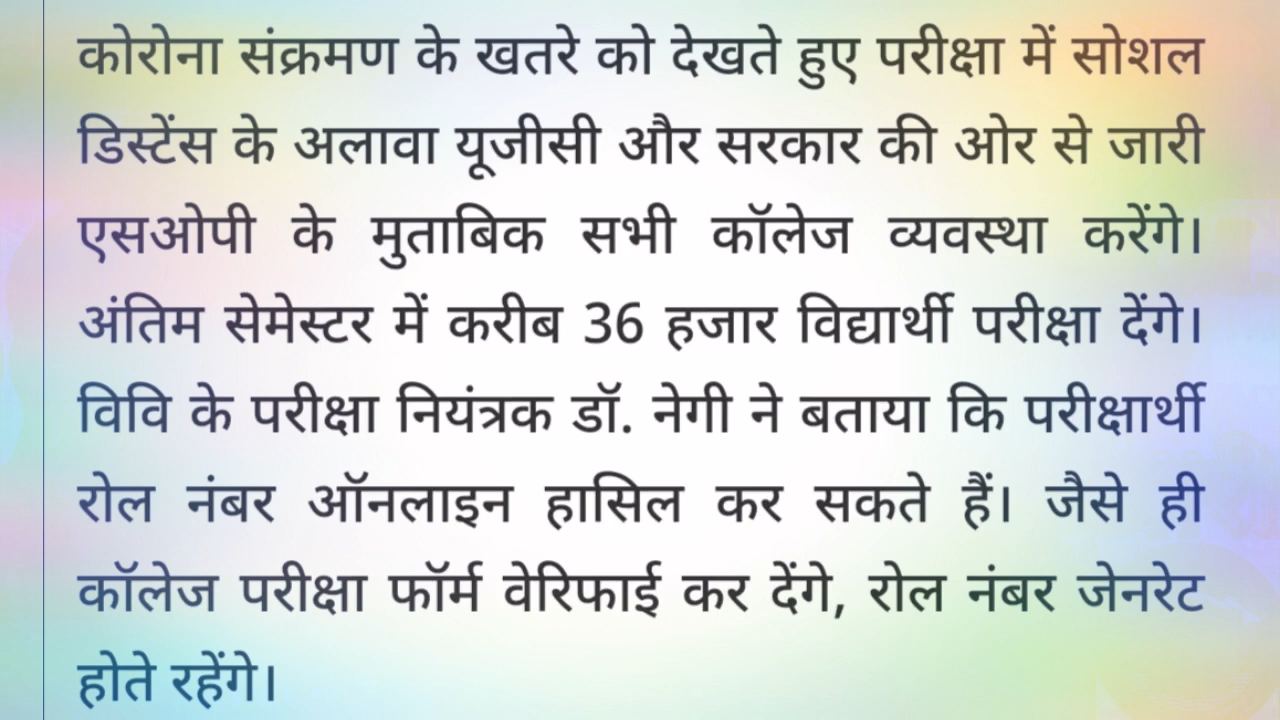 कोरोना संक्रमण के खतरे को देखते हुए परीक्षा में सोशल
डिस्टेंस के अलावा यूजीसी और सरकार की ओर से जारी
एसओपी के मुताबिक सभी कॉलेज व्यवस्था करेंगे।
अंतिम सेमेस्टर में करीब 36 हजार विद्यार्थी परीक्षा देंगे।
विवि के परीक्षा नियंत्रक डॉ. नेगी ने बताया कि परीक्षार्थी
रोल नंबर ऑनलाइन हासिल कर सकते हैं। जैसे ही
कॉलेज परीक्षा फॉर्म वेरिफाई कर देंगे, रोल नंबर जेनरेट
होते रहेंगे।